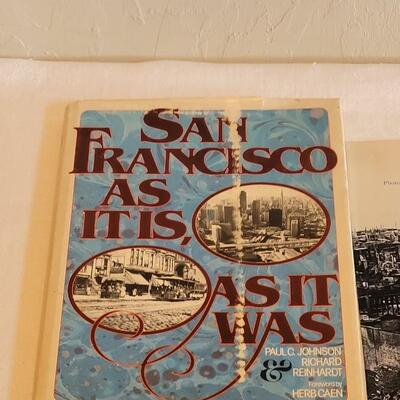 SAN
FRANCISCO
AS
IT IS,
AS IT
WAS
PAUL C. JOHNSON
& RICHARD
REINHARDT
Foreword by
HERB CAEN